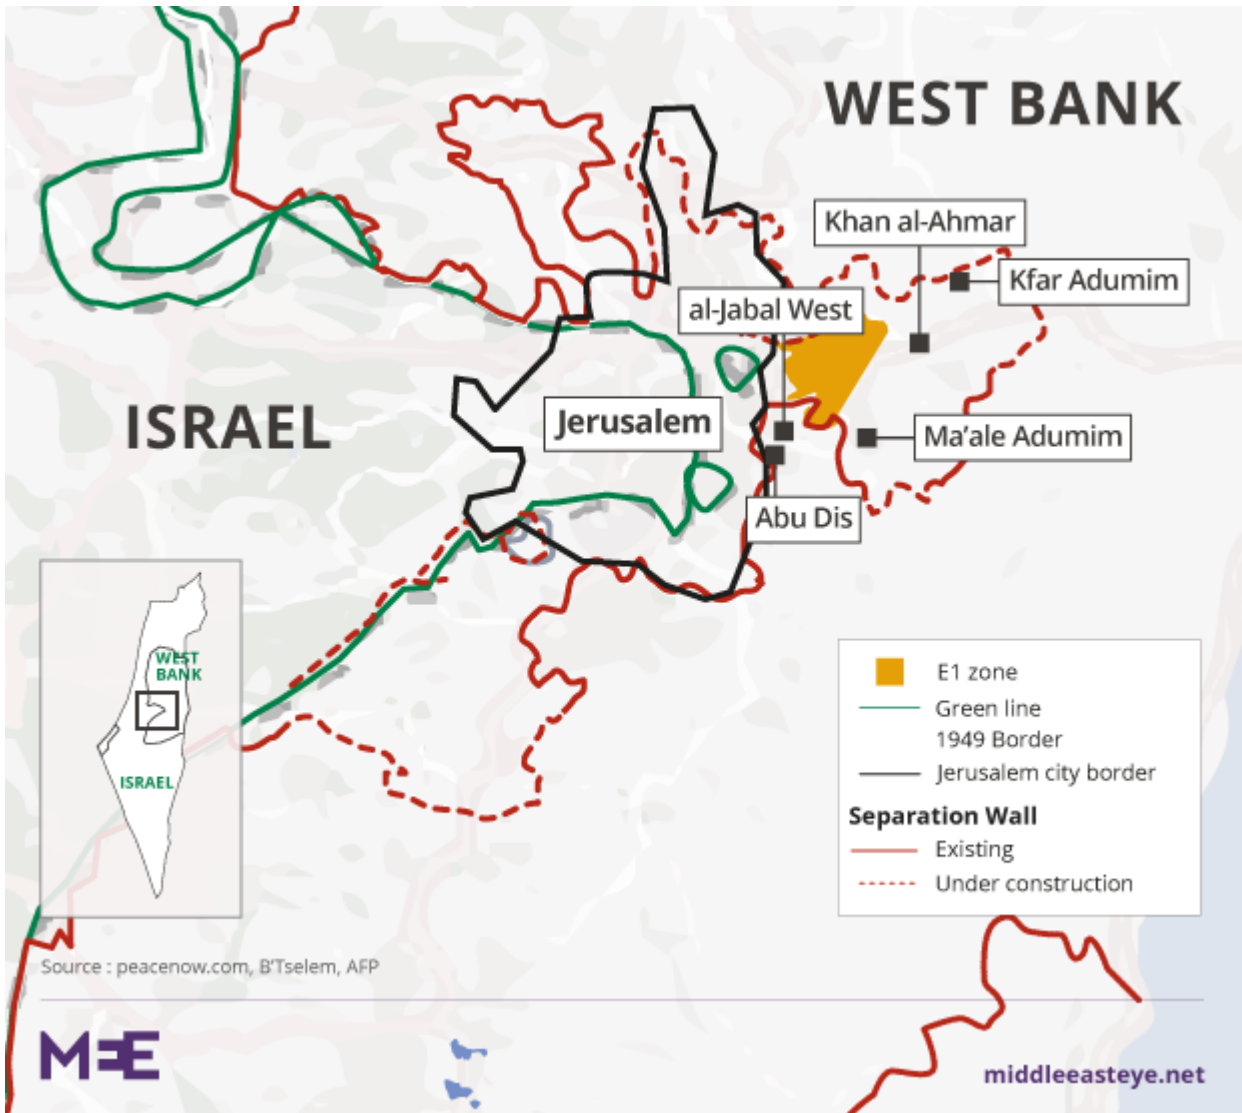 WEST BANK
Khan al-Ahmar
Kfar Adumim
al-Jabal West
ISRAEL
Jerusalem
Ma'ale Adumim
Abu Dis
WEST
BANK
ISRAEL
E1 zone
Green line
1949 Border
Jerusalem city border
Separation Wall
Existing
Under construction
Source : peacenow.com, B'Tselem, AFP
MEE
middleeasteye.net